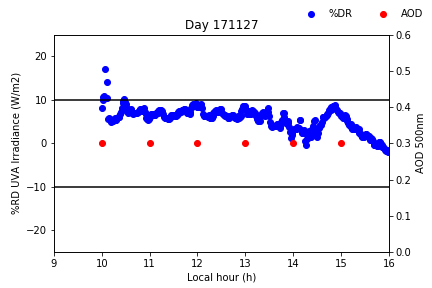 %DR AOD
Day 171127
20
10
0
−10
−20
%RD UVA Irradiance (W/m2)
0.6
0.5
0.4
0.3
0.2
0.1
0.0
AOD 500nm
9 10 11 12 13 14 15 16
Local hour (h)